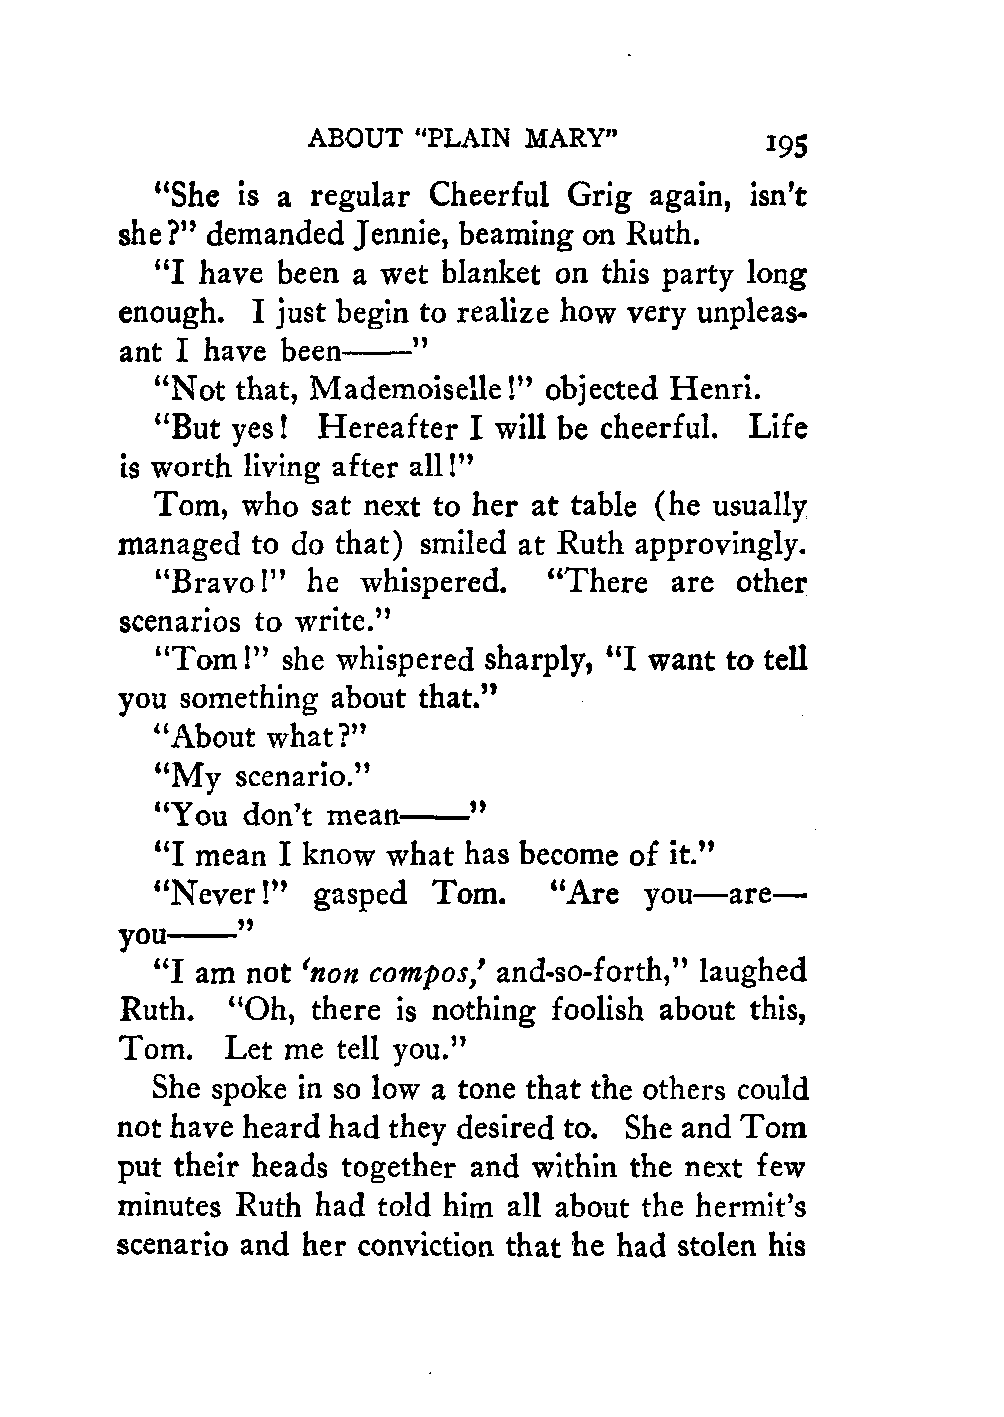 ABOUT "PLAIN MARY" 195
"She is a regular Cheerful Grig again, isn't
she?" demanded Jennie, beaming on Ruth.
"I have been a wet blanket on this party long
enough. I just begin to realize how very unpleas-
ant I have been——"
"Not that, Mademoiselle!" objected Henri.
"But yes! Hereafter I will be cheerful. Life
is worth living after all!"
Tom, who sat next to her at table (he usually
managed to do that) smiled at Ruth approvingly.
"Bravo!" he whispered. "There are other
scenarios to write."
"Tom!" she whispered sharply, "I want to tell
you something about that."
"About what?"
"My scenario."
"You don't mean——"
"I mean I know what has become of it."
"Never!" gasped Tom. "Are you—are—
you——"
"I am not 'non compos,' and-so-forth," laughed
Ruth. "Oh, there is nothing foolish about this,
Tom. Let me tell you."
She spoke in so low a tone that the others could
not have heard had they desired to. She and Tom
put their heads together and within the next few
minutes Ruth had told him all about the hermit's
scenario and her conviction that he had stolen his